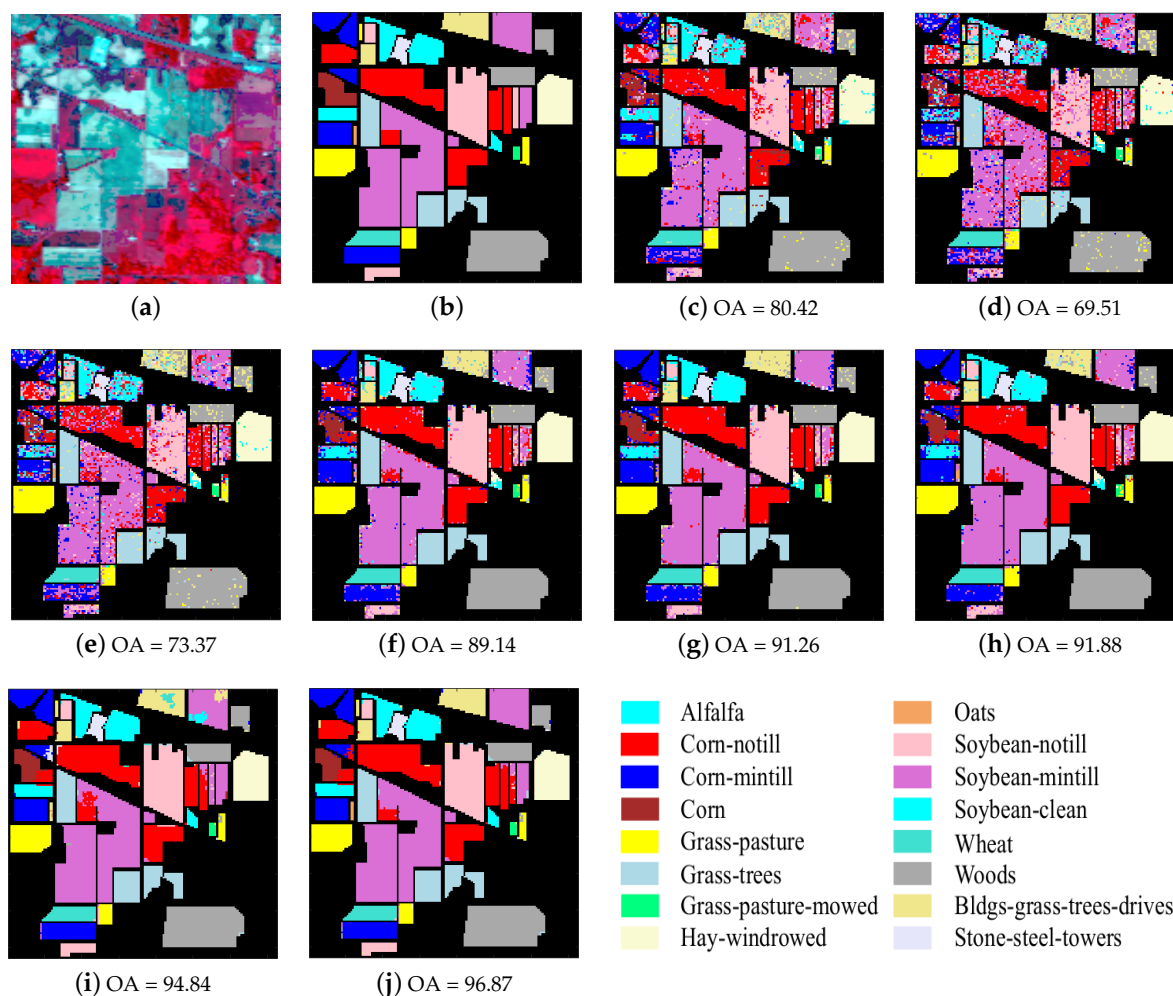 (a)
(b)
(c) OA = 80.42
(d) OA = 69.51
(e) OA = 73.37
(f) OA = 89.14
(g) OA = 91.26
(h) OA = 91.88
(i) OA = 94.84
(j) OA = 96.87
Alfalfa
Corn-notill
Corn-mintill
Corn
Grass-pasture
Grass-trees
Grass-pasture-mowed
Hay-windrowed
Oats
Soybean-notill
Soybean-mintill
Soybean-clean
Wheat
Woods
Bldgs-grass-trees-drives
Stone-steel-towers